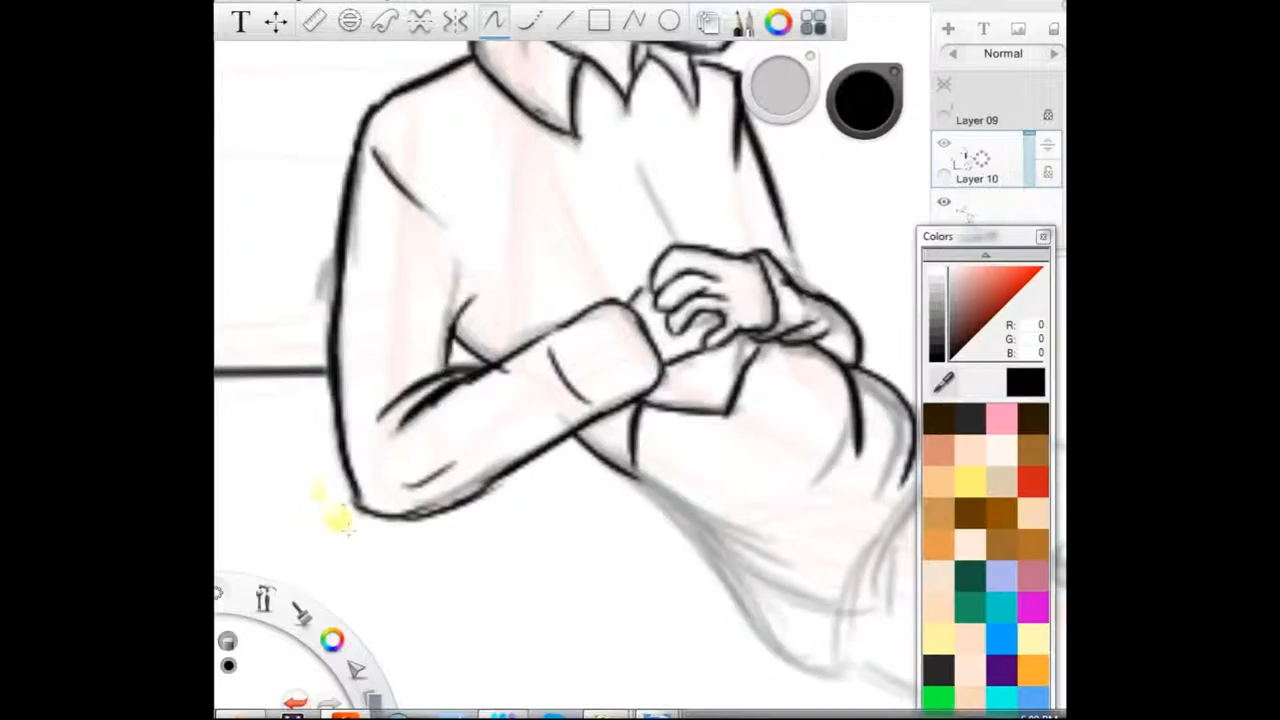 T
T
Normal
Layer 09
Layer 10
Colors
R: 0
G: 0
B: 0